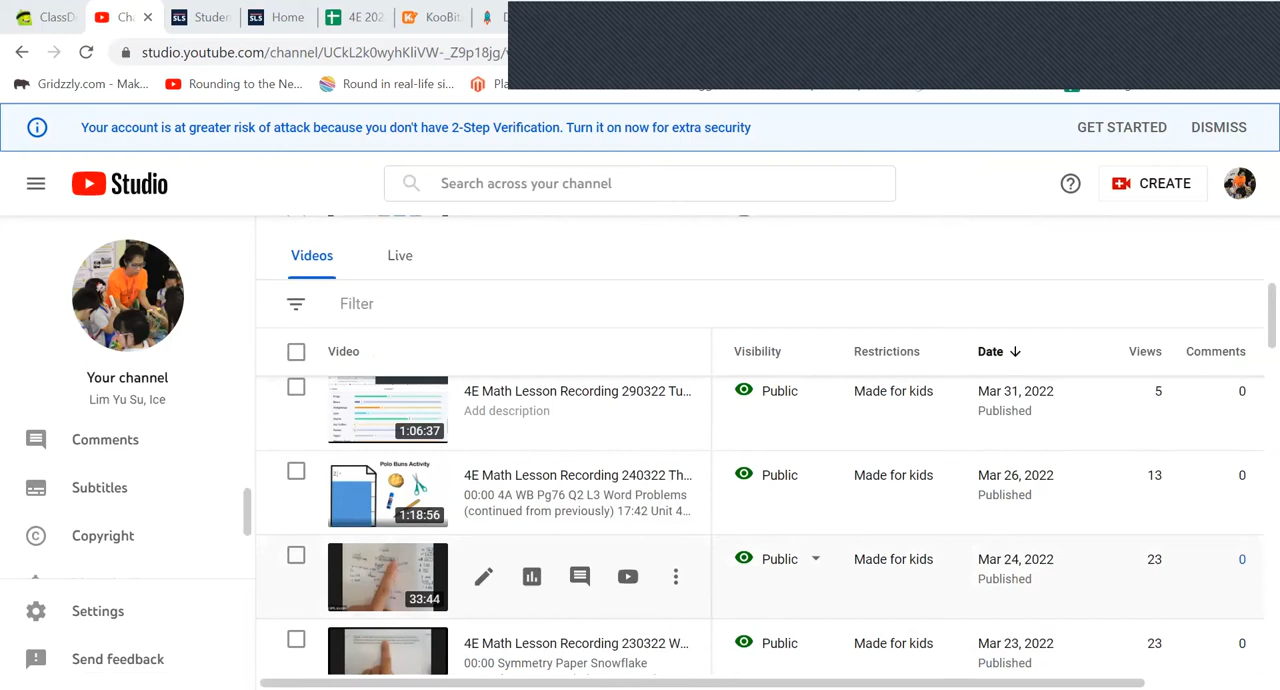 ClassD
Ch
SLS Studen
SLS Home
4E 202
KooBit
studio.youtube.com/channel/UCkL2k0wyhKliVW-_Z9p18jg/
Gridzzly.com - Mak...
Rounding to the Ne...
Round in real-life si...
Pla
Your account is at greater risk of attack because you don't have 2-Step Verification. Turn it on now for extra security
GET STARTED
DISMISS
Studio
Search across your channel
CREATE
Your channel
Lim Yu Su, Ice
Comments
Subtitles
Copyright
Settings
Send feedback
Videos
Live
Filter
Video
Visibility
Restrictions
Date
Views
Comments
1:06:37
4E Math Lesson Recording 290322 Tu...
Add description
Public
Made for kids
Mar 31, 2022
Published
5
0
Polo Buns Activity
1:18:56
4E Math Lesson Recording 240322 Th...
00:00 4A WB Pg76 Q2 L3 Word Problems
(continued from previously) 17:42 Unit 4...
Public
Made for kids
Mar 26, 2022
Published
13
0
33:44
Public
Made for kids
Mar 24, 2022
Published
23
0
4E Math Lesson Recording 230322 W...
00:00 Symmetry Paper Snowflake
Public
Made for kids
Mar 23, 2022
Published
23
0